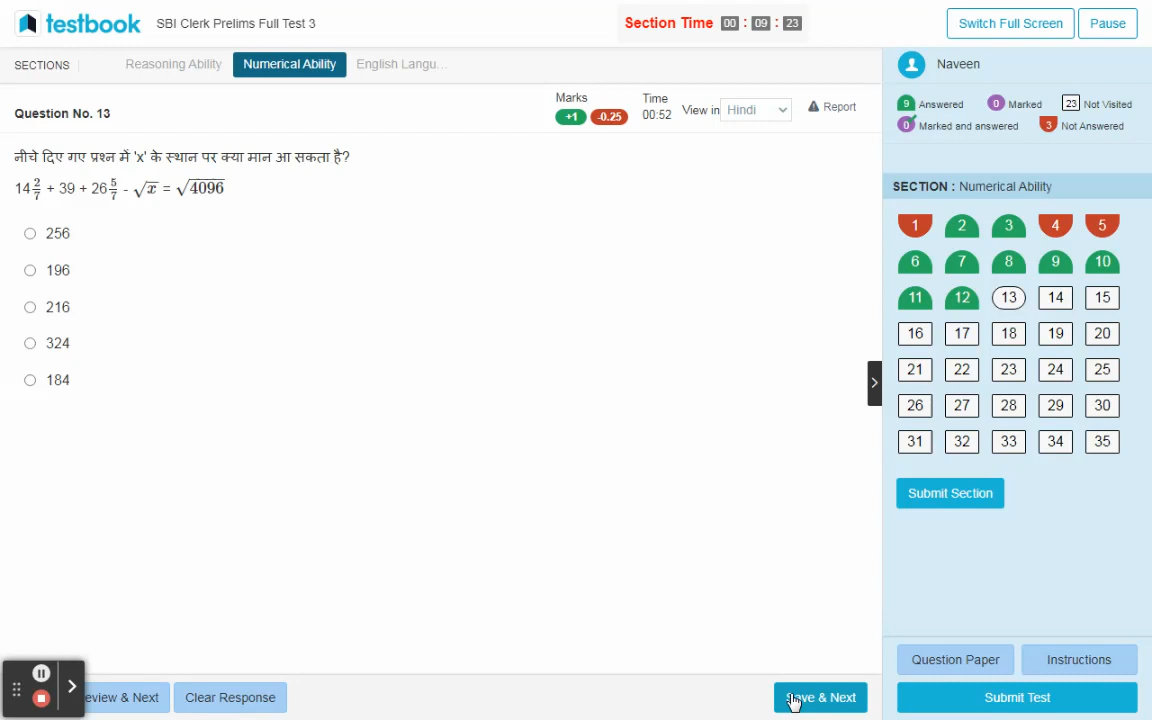 testbook SBI Clerk Prelims Full Test 3 Section Time 00 : 09 : 23 Switch Full Screen Pause
SECTIONS Reasoning Ability Numerical Ability English Langu... Naveen
Question No. 13 Marks +1 -0.25 Time 00:52 View in Hindi Report
9 Answered 0 Marked 23 Not Visited
0 Marked and answered 3 Not Answered
नीचे दिए गए प्रश्न में 'x' के स्थान पर क्या मान आ सकता है?
14 2/7 + 39 + 26 5/7 - √x = √4096
256
196
216
324
184
SECTION : Numerical Ability
1 2 3 4 5
6 7 8 9 10
11 12 13 14 15
16 17 18 19 20
21 22 23 24 25
26 27 28 29 30
31 32 33 34 35
Submit Section
Question Paper Instructions
eview & Next Clear Response & Next Submit Test